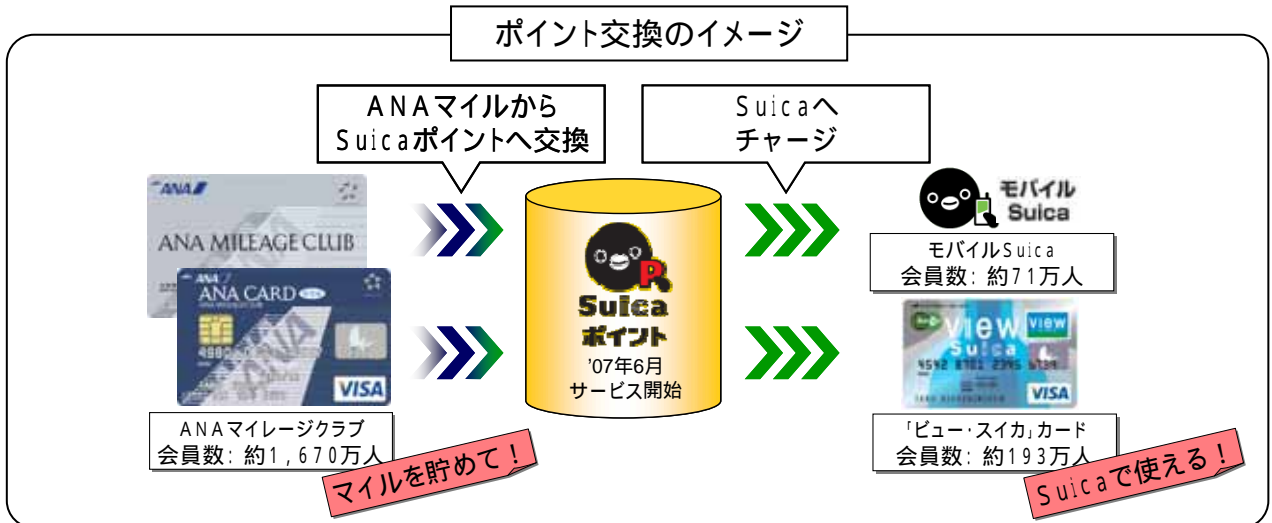 ポイント交換のイメージ
ANAマイルから
Suicaポイントへ交換
Suicaへ
チャージ
ANA
ANA MILEAGE CLUB
ANA
ANA CARD
VISA
ANAマイレージクラブ
会員数: 約1,670万人
マイルを貯めて!
P
Suica
ポイント
'07年6月
サービス開始
モバイル
Suica
モバイルSuica
会員数: 約71万人
view
VIEW
Suica
VISA
「ビュー・スイカ」カード
会員数: 約193万人
Suicaで使える!